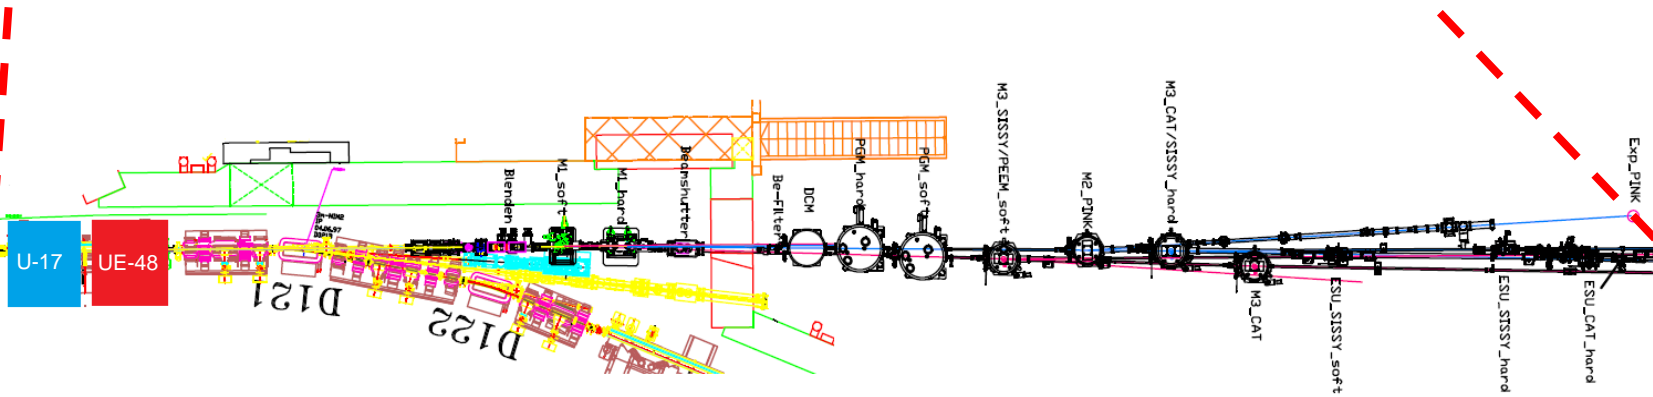 U-17
UE-48
D121
D122
Blenden
M1_soft
M1_hard
Beamshutter
Be-Filter
DCM
PGM_hard
PGM_soft
M3_SISSY/PEEM_soft
M2_PINK
M3_CAT/SISSY_hard
M3_CAT
ESU_SISSY_soft
ESU_SISSY_hard
ESU_CAT_hard
Exp_PINK